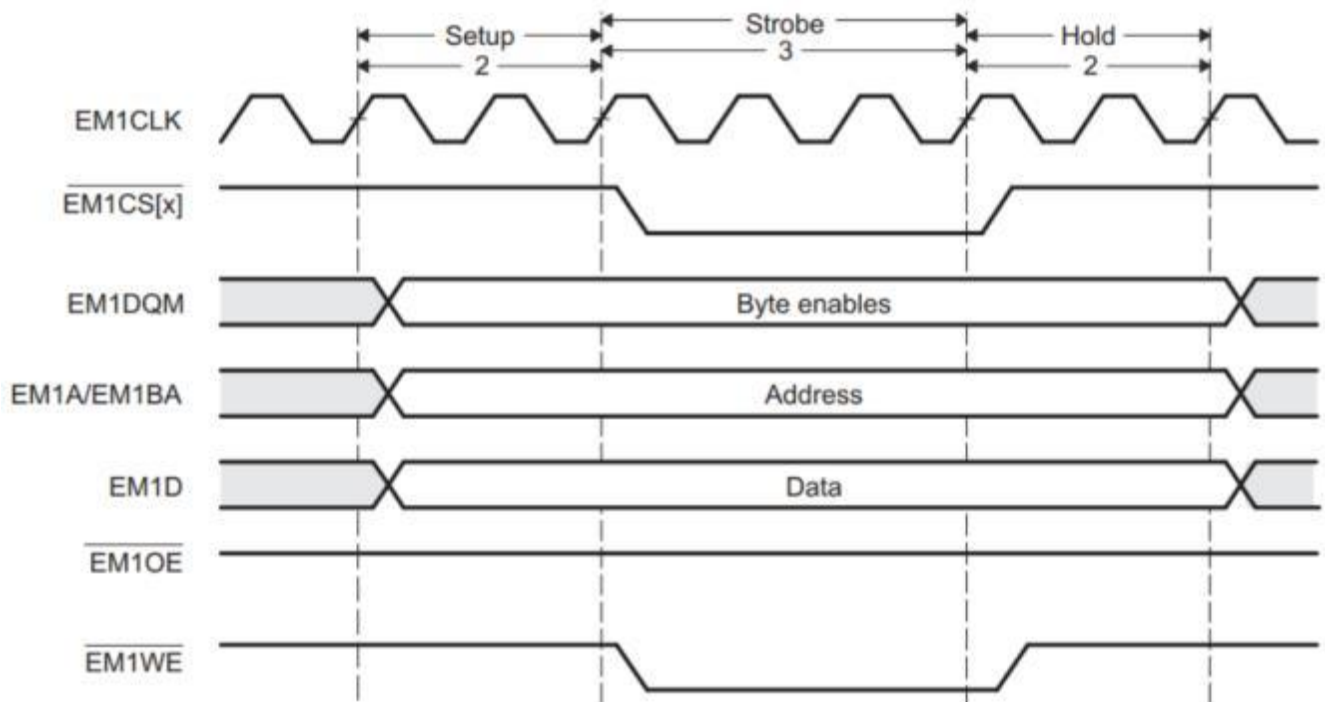 Setup
Strobe
Hold
2
3
2
EM1CLK
EM1CS[x]
EM1DQM
Byte enables
EM1A/EM1BA
Address
EM1D
Data
EM1OE
EM1WE